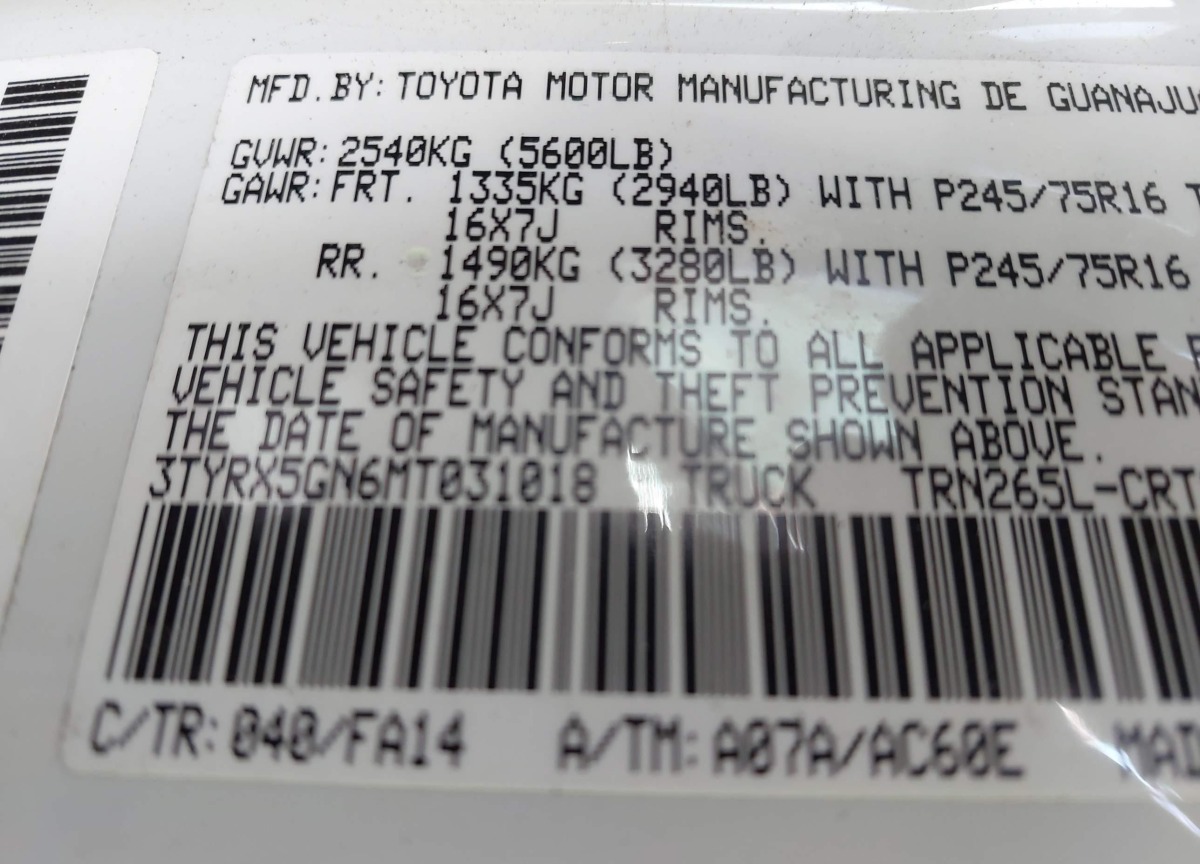 MFD.BY: TOYOTA MOTOR MANUFACTURING DE GUANAJU
GVWR: 2540KG (5600LB)
GAWR: FRT. 1335KG (2940LB) WITH P245/75R16 T
16X7J RIMS.
RR. 1490KG (3280LB) WITH P245/75R16
16X7J RIMS.
THIS VEHICLE CONFORMS TO ALL APPLICABLE F
VEHICLE SAFETY AND THEFT PREVENTION STAN
THE DATE OF MANUFACTURE SHOWN ABOVE.
3TYRX5GN6MT031018 TRUCK TRN265L-CRT
C/TR: 040/FA14 A/TM: A07A/AC60E MAD